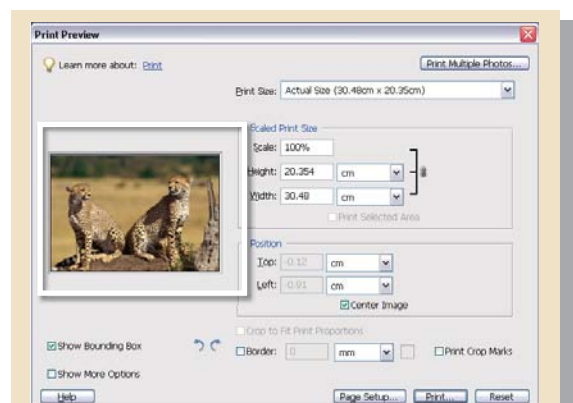 Print Preview
Learn more about: Print
Print Multiple Photos...
Print Size: Actual Size (30.48cm x 20.35cm)
Scaled Print Size
Scale: 100%
Height: 20.354 cm
Width: 30.48 cm
Print Selected Area
Position
Top: -0.12 cm
Left: -0.91 cm
Center Image
Crop to Fit Print Proportions
Show Bounding Box
Border: 0 mm
Print Crop Marks
Show More Options
Help
Page Setup...
Print...
Reset